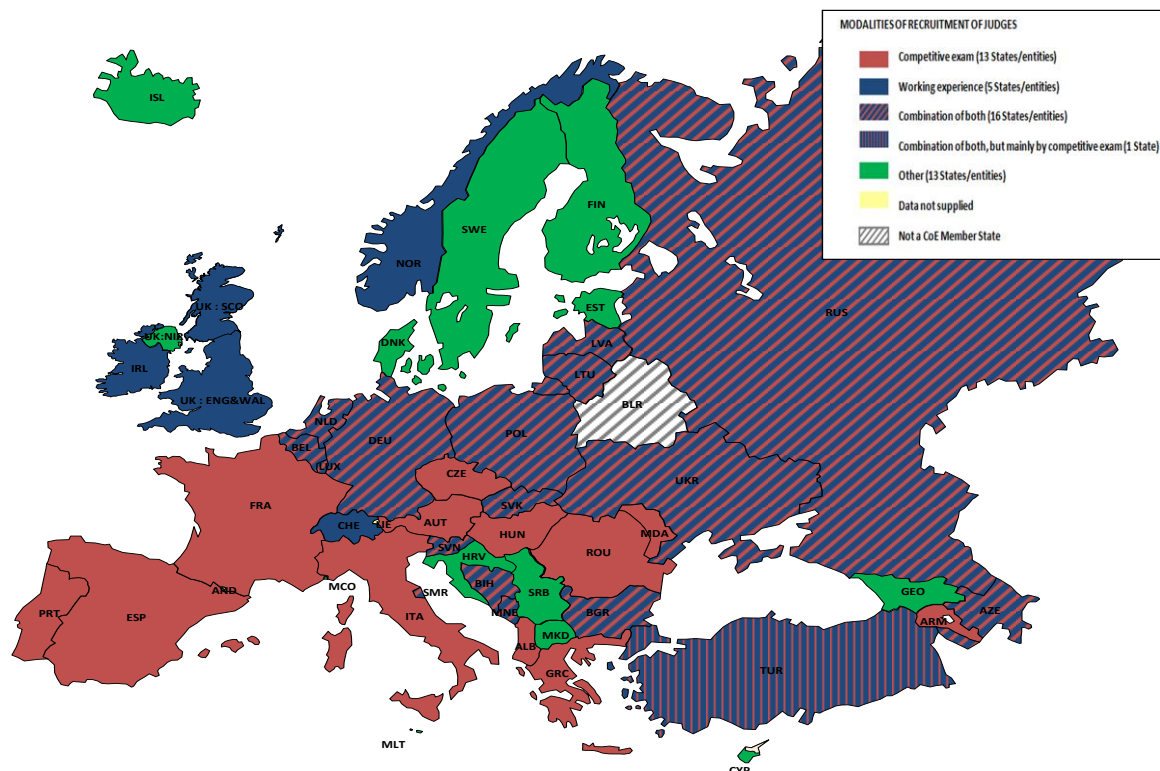 MODALITIES OF RECRUITMENT OF JUDGES
Competitive exam (13 States/entities)
Working experience (5 States/entities)
Combination of both (16 States/entities)
Combination of both, but mainly by competitive exam (1 State)
Other (13 States/entities)
Data not supplied
Not a CoE Member State
ISL
FIN
SWE
NOR
EST
UK : SCO
RUS
UK:NIR
DNK
LVA
IRL
LTU
UK : ENG&WAL
BLR
NLD
DEU
POL
BEL
LUX
CZE
UKR
FRA
SVK
CHE
LIE
AUT
HUN
MDA
ROU
SVN
HRV
MCO
AND
SMR
BIH
SRB
GEO
PRT
ESP
ITA
MNE
BGR
AZE
ARM
MKD
ALB
GRC
TUR
MLT
CYP